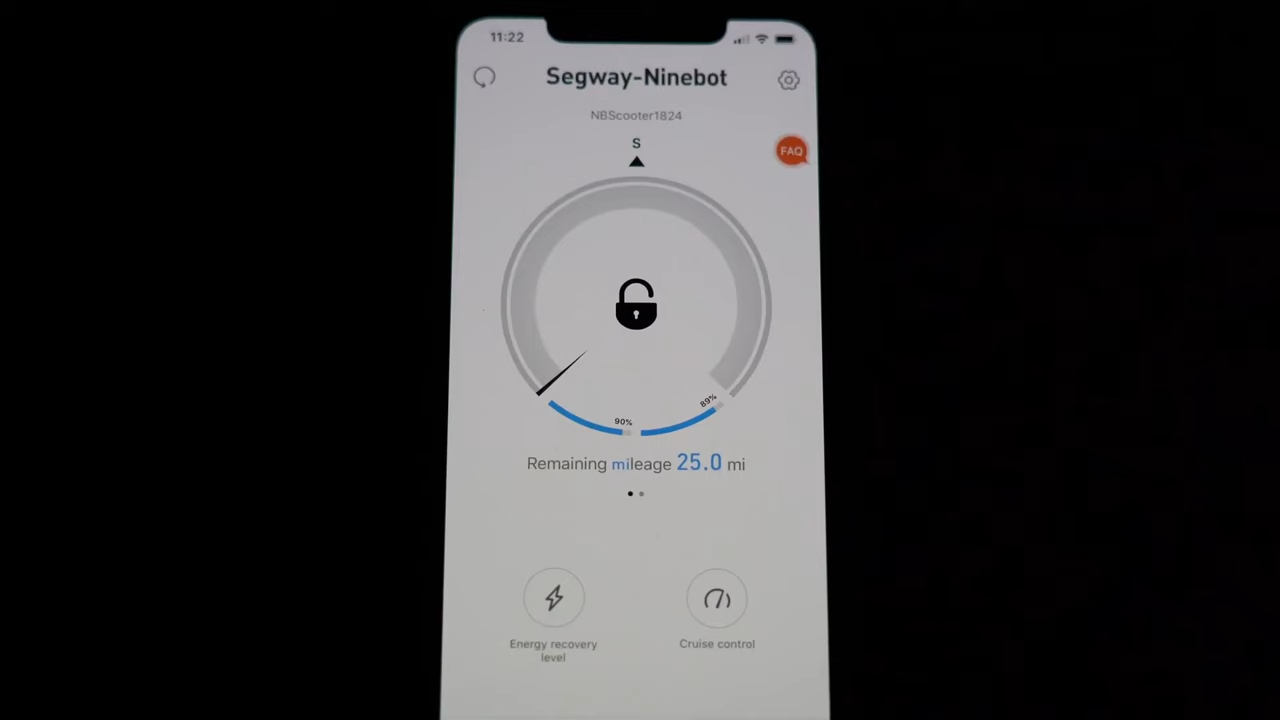 11:22
Segway-Ninebot
NBScooter1824
S
FAQ
90%
89%
Remaining mileage 25.0 mi
Energy recovery
level
Cruise control